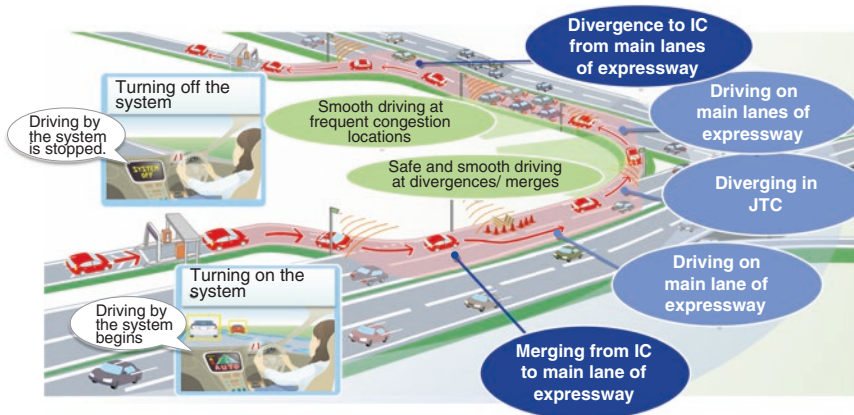 Divergence to IC
from main lanes
of expressway
Turning off the
system
Driving by
the system
is stopped.
SYSTEM
OFF
Smooth driving at
frequent congestion
locations
Driving on
main lanes of
expressway
Safe and smooth driving
at divergences/ merges
Diverging in
JTC
Turning on the
system
Driving by
the system
begins
AUTO
Driving on
main lane of
expressway
Merging from IC
to main lane of
expressway